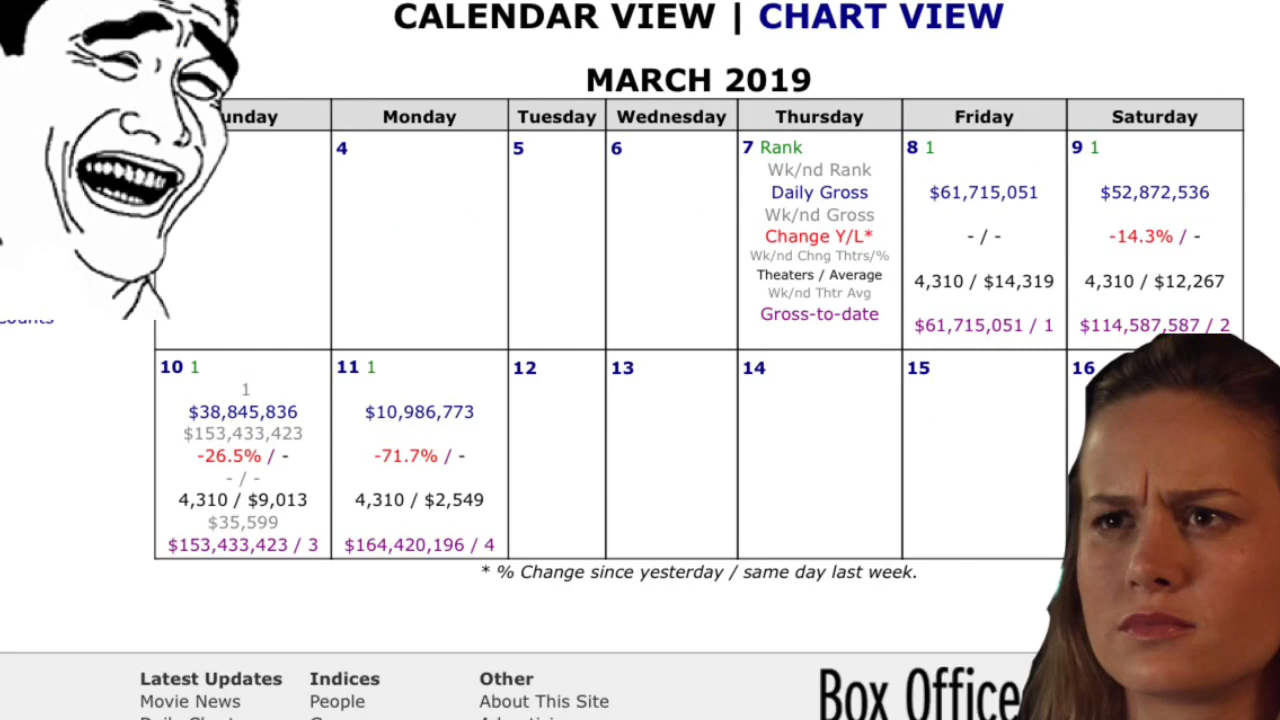 CALENDAR VIEW | CHART VIEW
MARCH 2019
unday Monday Tuesday Wednesday Thursday Friday Saturday
4 5 6 7 Rank 8 1 9 1
Wk/nd Rank
Daily Gross $61,715,051 $52,872,536
Wk/nd Gross
Change Y/L* - / - -14.3% / -
Wk/nd Chng Thtrs/%
Theaters / Average 4,310 / $14,319 4,310 / $12,267
Wk/nd Thtr Avg
Gross-to-date $61,715,051 / 1 $114,587,587 / 2
10 1 11 1 12 13 14 15 16
1
$38,845,836 $10,986,773
$153,433,423
-26.5% / - -71.7% / -
- / -
4,310 / $9,013 4,310 / $2,549
$35,599
$153,433,423 / 3 $164,420,196 / 4
* % Change since yesterday / same day last week.
Latest Updates Indices Other
Movie News People About This Site
Box Office